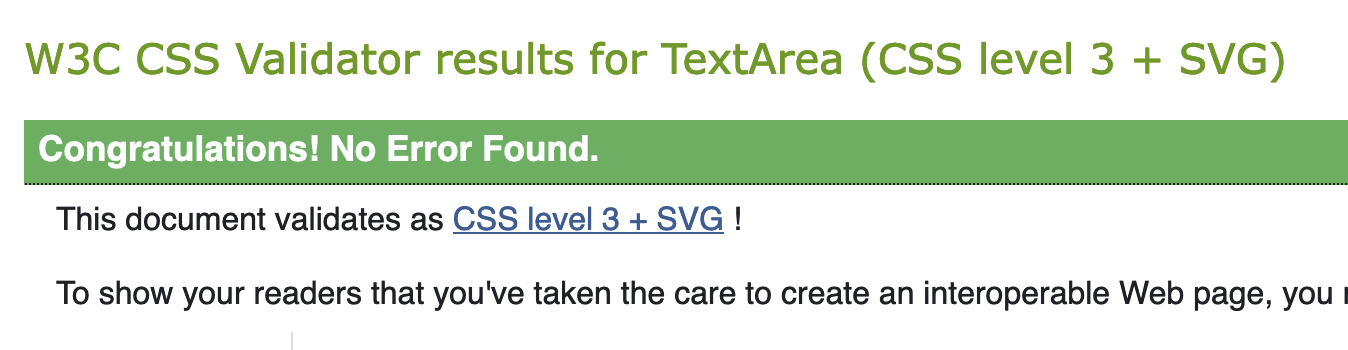 W3C CSS Validator results for TextArea (CSS level 3 + SVG)
Congratulations! No Error Found.
This document validates as CSS level 3 + SVG !
To show your readers that you've taken the care to create an interoperable Web page, you